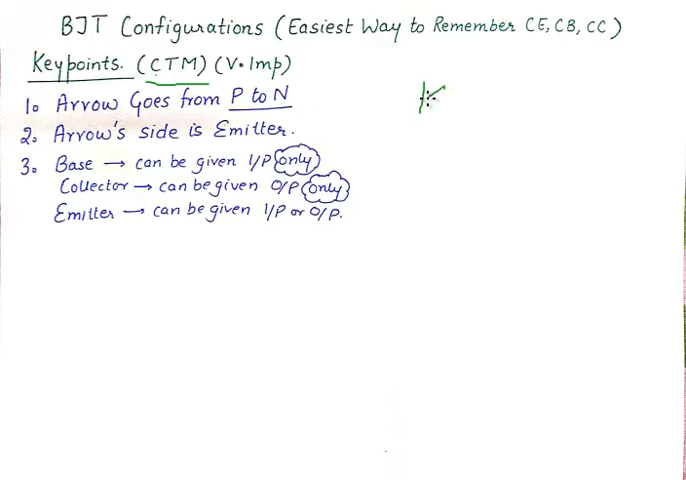 BJT Configurations (Easiest Way to Remember CE, CB, CC)
Keypoints. (CTM) (V. Imp)
1. Arrow Goes from P to N
2. Arrow's side is Emitter.
3. Base → can be given I/P only
Collector → can be given O/P only
Emitter → can be given I/P or O/P.